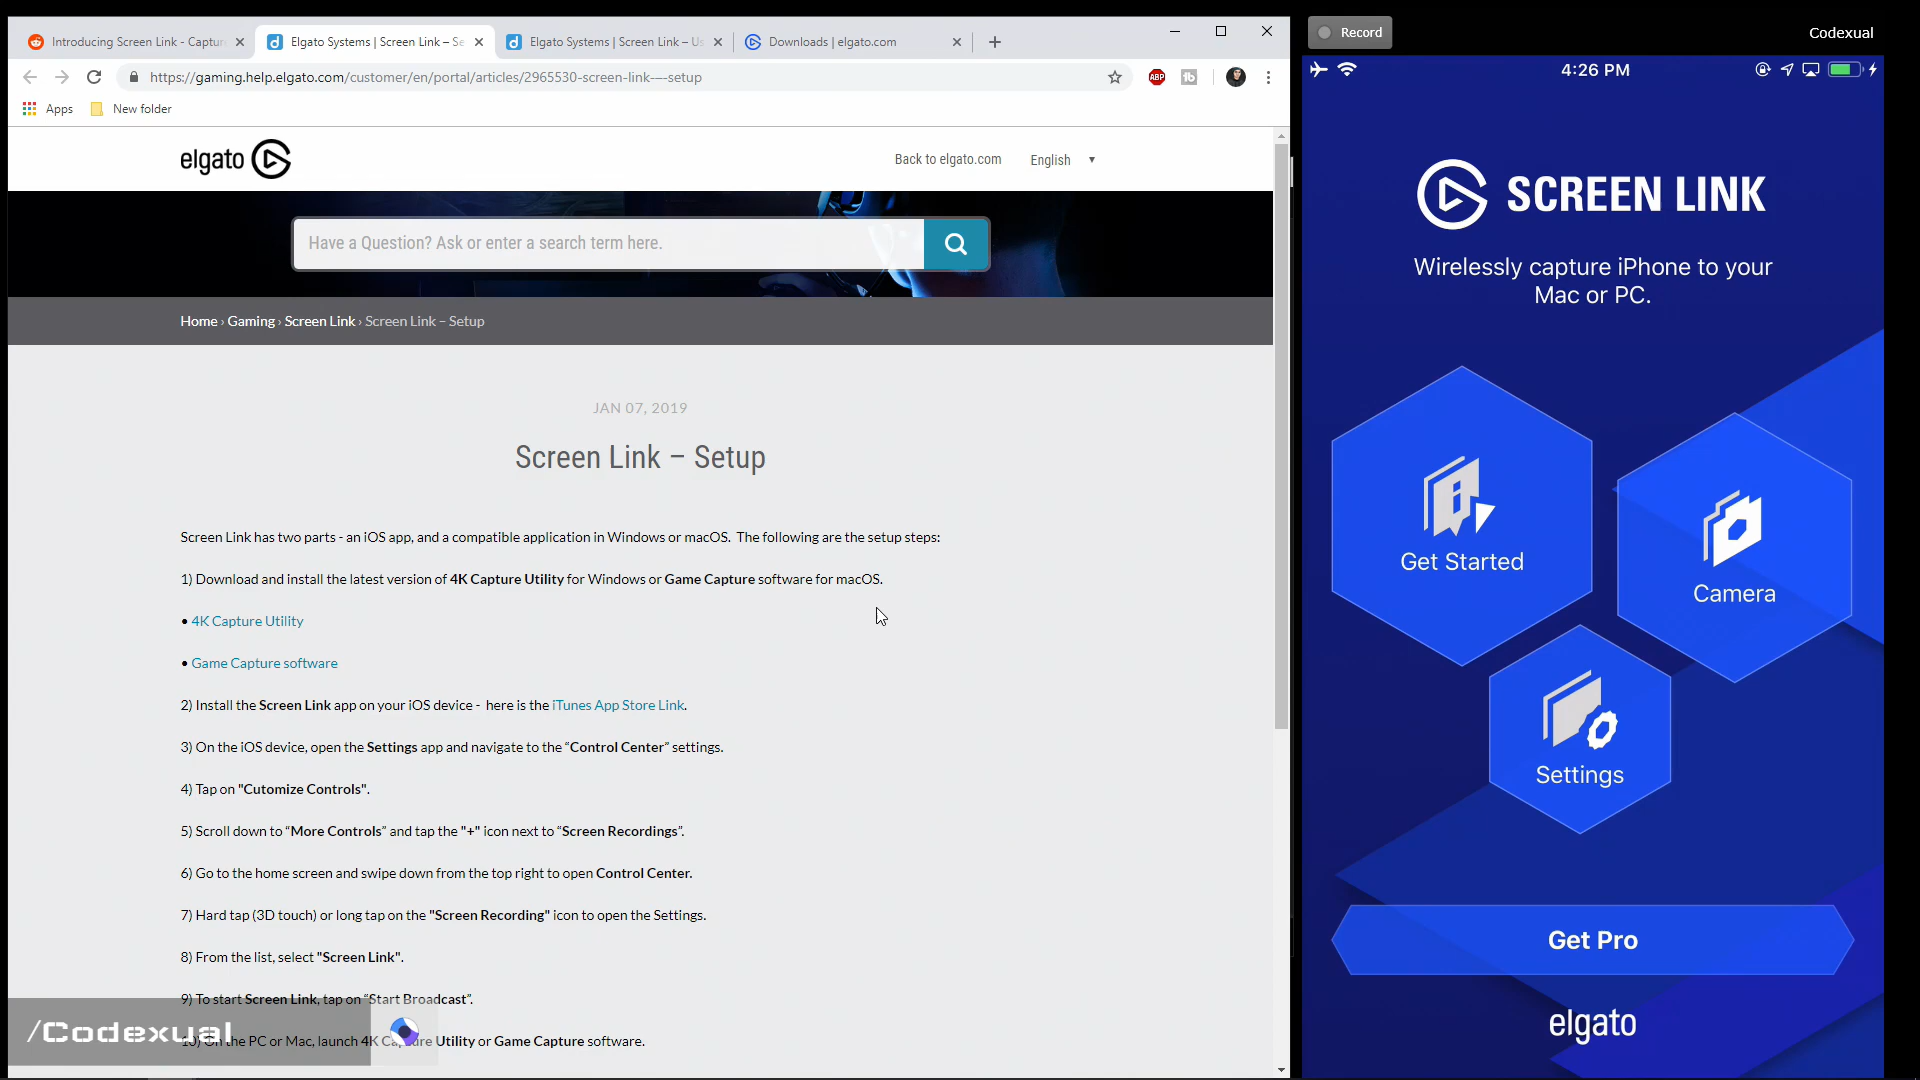 Introducing Screen Link - Captur
Elgato Systems | Screen Link – Se
Elgato Systems | Screen Link – Us
Downloads | elgato.com
https://gaming.help.elgato.com/customer/en/portal/articles/2965530-screen-link-–-setup
ABP
Apps
New folder
elgato
Back to elgato.com
English
Have a Question? Ask or enter a search term here.
Home › Gaming › Screen Link › Screen Link – Setup
JAN 07, 2019
Screen Link – Setup
Screen Link has two parts - an iOS app, and a compatible application in Windows or macOS.  The following are the setup steps:
1) Download and install the latest version of 4K Capture Utility for Windows or Game Capture software for macOS.
• 4K Capture Utility
• Game Capture software
2) Install the Screen Link app on your iOS device -  here is the iTunes App Store Link.
3) On the iOS device, open the Settings app and navigate to the “Control Center” settings.
4) Tap on "Cutomize Controls".
5) Scroll down to “More Controls” and tap the "+" icon next to “Screen Recordings”.
6) Go to the home screen and swipe down from the top right to open Control Center.
7) Hard tap (3D touch) or long tap on the "Screen Recording" icon to open the Settings.
8) From the list, select "Screen Link".
9) To start Screen Link, tap on “Start Broadcast”.
10) On the PC or Mac, launch 4K Capture Utility or Game Capture software.
/Codexual
Record
Codexual
4:26 PM
SCREEN LINK
Wirelessly capture iPhone to your
Mac or PC.
Get Started
Camera
Settings
Get Pro
elgato